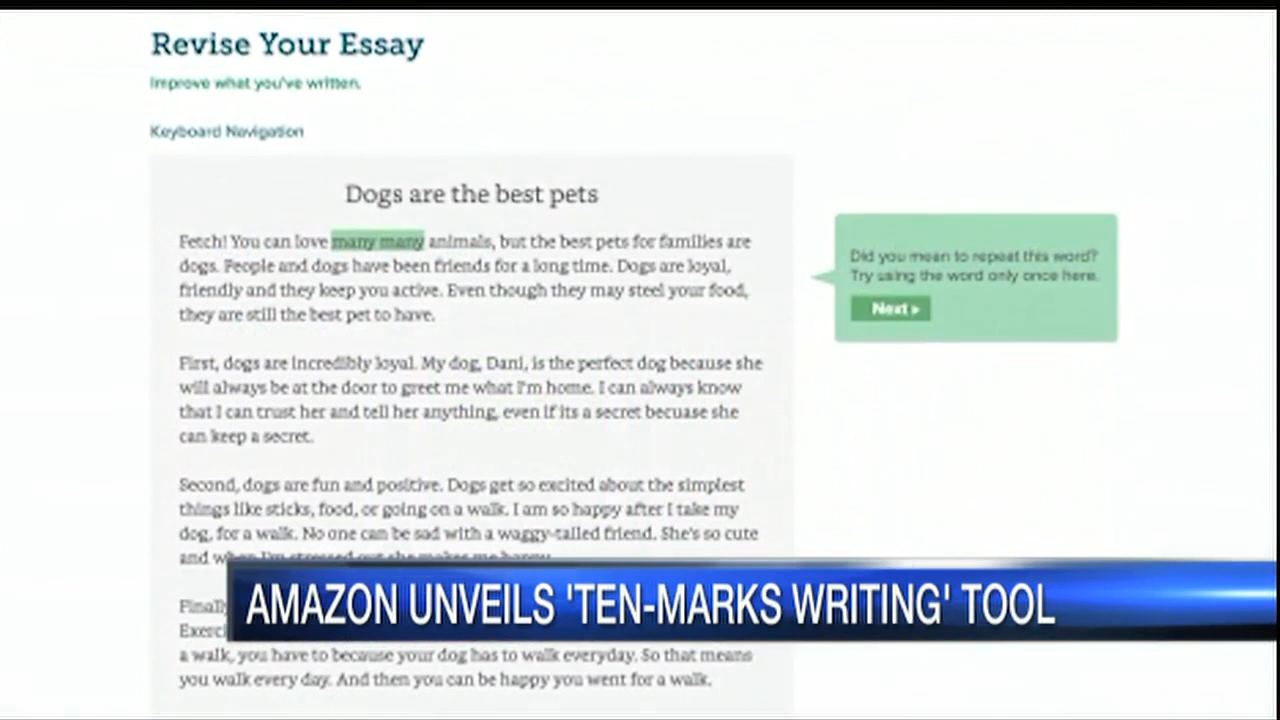 Revise Your Essay
Improve what you've written.
Keyboard Navigation
Dogs are the best pets
Fetch! You can love many many animals, but the best pets for families are
dogs. People and dogs have been friends for a long time. Dogs are loyal,
friendly and they keep you active. Even though they may steel your food,
they are still the best pet to have.
Did you mean to repeat this word?
Try using the word only once here.
Next ▸
First, dogs are incredibly loyal. My dog, Dani, is the perfect dog because she
will always be at the door to greet me what I'm home. I can always know
that I can trust her and tell her anything, even if its a secret becuase she
can keep a secret.
Second, dogs are fun and positive. Dogs get so excited about the simplest
things like sticks, food, or going on a walk. I am so happy after I take my
dog, for a walk. No one can be sad with a waggy-tailed friend. She's so cute
and when I'm stressed out she makes me happy.
AMAZON UNVEILS 'TEN-MARKS WRITING' TOOL
a walk, you have to because your dog has to walk everyday. So that means
you walk every day. And then you can be happy you went for a walk.